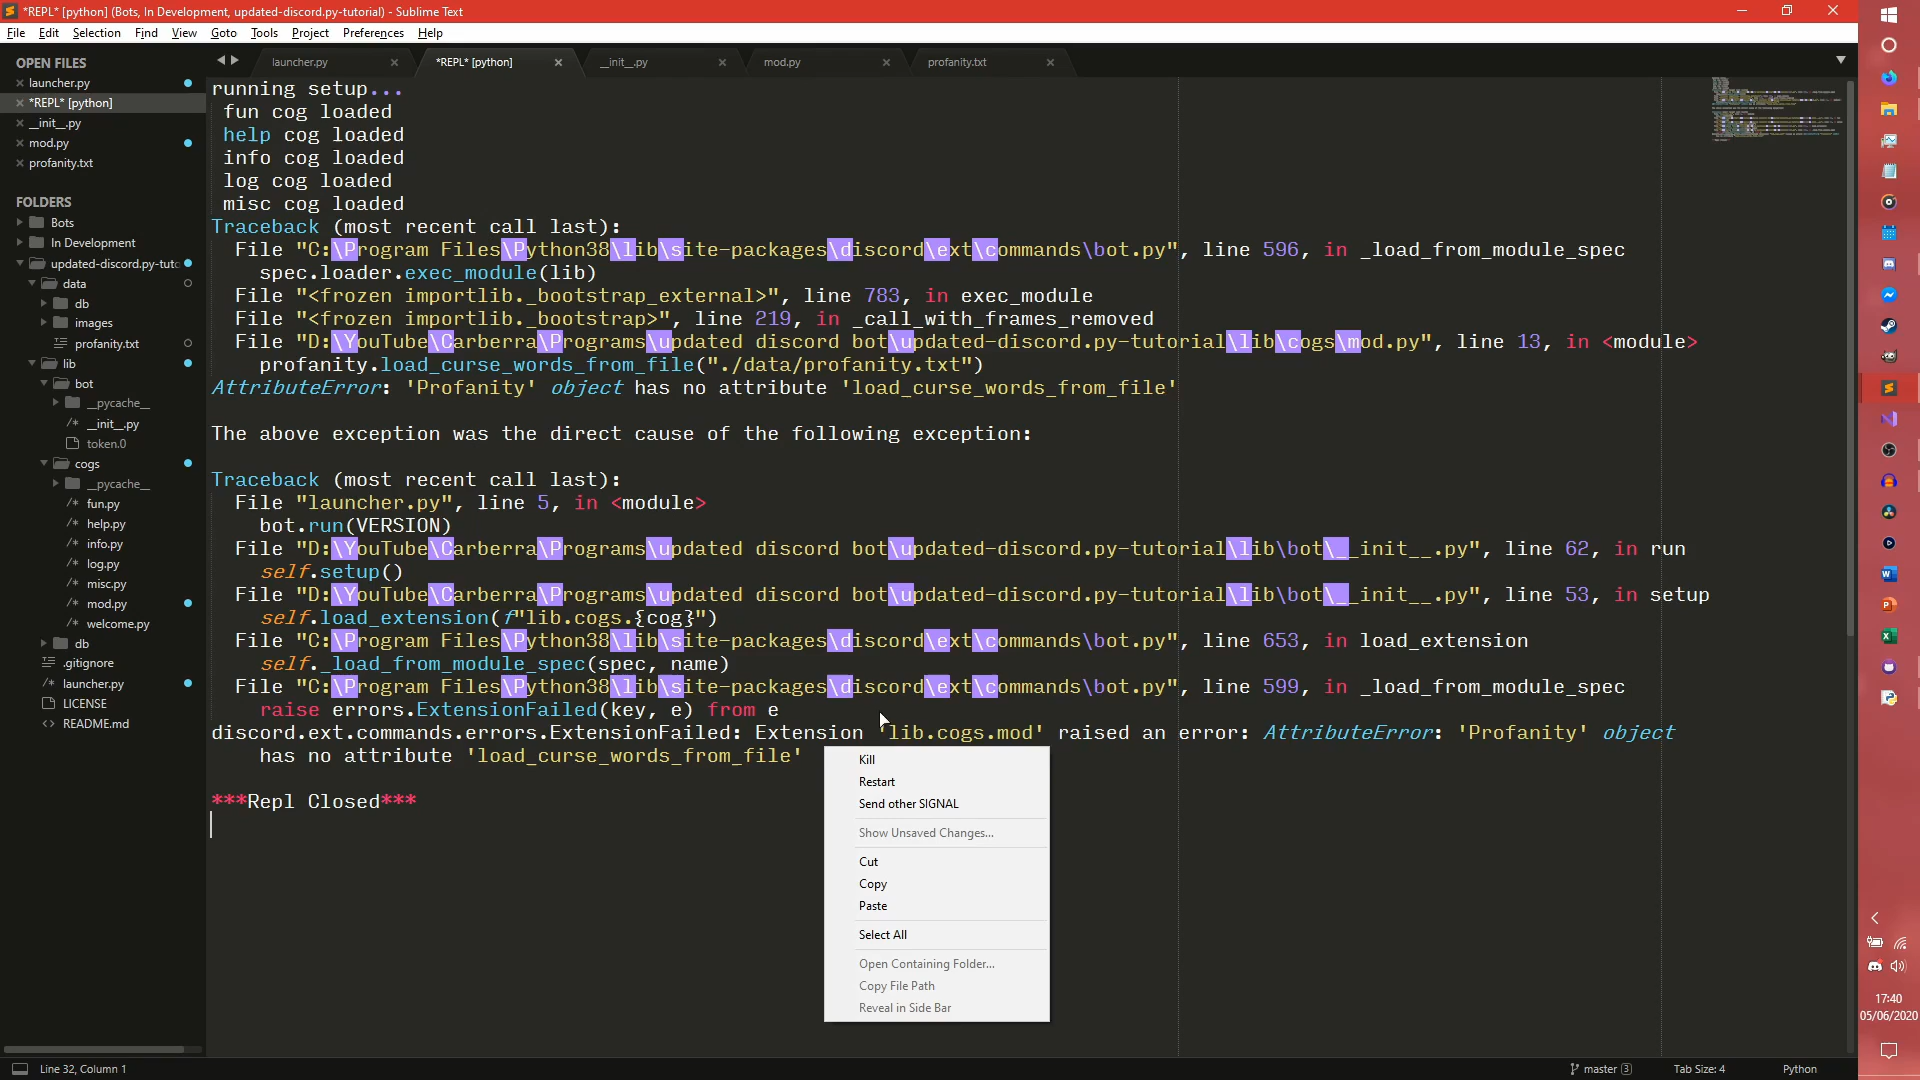 *REPL* [python] (Bots, In Development, updated-discord.py-tutorial) - Sublime Text
File Edit Selection Find View Goto Tools Project Preferences Help
OPEN FILES
launcher.py
*REPL* [python]
__init__.py
mod.py
profanity.txt
FOLDERS
Bots
In Development
updated-discord.py-tuto
data
db
images
profanity.txt
lib
bot
__pycache__
__init__.py
token.0
cogs
__pycache__
fun.py
help.py
info.py
log.py
misc.py
mod.py
welcome.py
db
.gitignore
launcher.py
LICENSE
README.md
launcher.py *REPL* [python] __init__.py mod.py profanity.txt
running setup...
fun cog loaded
help cog loaded
info cog loaded
log cog loaded
misc cog loaded
Traceback (most recent call last):
File "C:\Program Files\Python38\lib\site-packages\discord\ext\commands\bot.py", line 596, in _load_from_module_spec
spec.loader.exec_module(lib)
File "<frozen importlib._bootstrap_external>", line 783, in exec_module
File "<frozen importlib._bootstrap>", line 219, in _call_with_frames_removed
File "D:\YouTube\Carberra\Programs\updated discord bot\updated-discord.py-tutorial\lib\cogs\mod.py", line 13, in <module>
profanity.load_curse_words_from_file("./data/profanity.txt")
AttributeError: 'Profanity' object has no attribute 'load_curse_words_from_file'
The above exception was the direct cause of the following exception:
Traceback (most recent call last):
File "launcher.py", line 5, in <module>
bot.run(VERSION)
File "D:\YouTube\Carberra\Programs\updated discord bot\updated-discord.py-tutorial\lib\bot\__init__.py", line 62, in run
self.setup()
File "D:\YouTube\Carberra\Programs\updated discord bot\updated-discord.py-tutorial\lib\bot\__init__.py", line 53, in setup
self.load_extension(f"lib.cogs.{cog}")
File "C:\Program Files\Python38\lib\site-packages\discord\ext\commands\bot.py", line 653, in load_extension
self._load_from_module_spec(spec, name)
File "C:\Program Files\Python38\lib\site-packages\discord\ext\commands\bot.py", line 599, in _load_from_module_spec
raise errors.ExtensionFailed(key, e) from e
discord.ext.commands.errors.ExtensionFailed: Extension 'lib.cogs.mod' raised an error: AttributeError: 'Profanity' object
has no attribute 'load_curse_words_from_file'
***Repl Closed***
Kill
Restart
Send other SIGNAL
Show Unsaved Changes...
Cut
Copy
Paste
Select All
Open Containing Folder...
Copy File Path
Reveal in Side Bar
17:40
05/06/2020
Line 32, Column 1
master 3
Tab Size: 4
Python